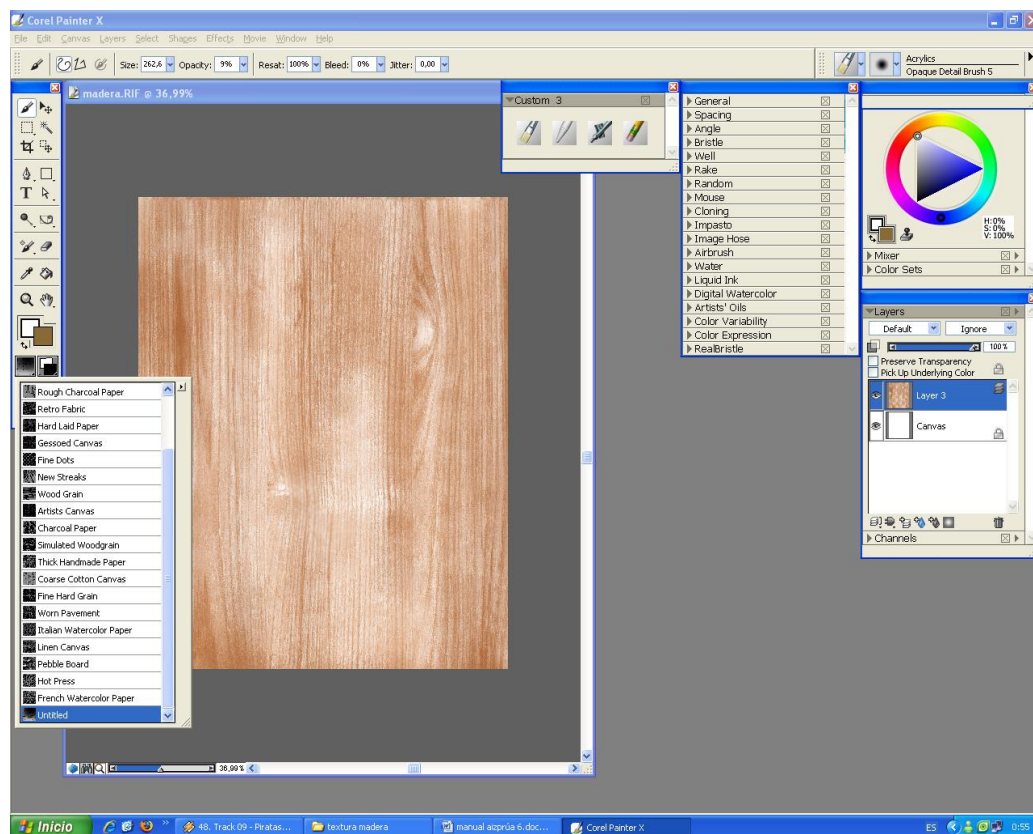 Corel Painter X
File Edit Canvas Layers Select Shapes Effects Movie Window Help
Size: 262,6 Opacity: 9% Resat: 100% Bleed: 0% Jitter: 0,00
Acrylics
Opaque Detail Brush 5
madera.RIF @ 36,99%
Custom 3
T
Rough Charcoal Paper
Retro Fabric
Hard Laid Paper
Gessoed Canvas
Fine Dots
New Streaks
Wood Grain
Artists Canvas
Charcoal Paper
Simulated Woodgrain
Thick Handmade Paper
Coarse Cotton Canvas
Fine Hard Grain
Worn Pavement
Italian Watercolor Paper
Linen Canvas
Pebble Board
Hot Press
French Watercolor Paper
Untitled
General
Spacing
Angle
Bristle
Well
Rake
Random
Mouse
Cloning
Impasto
Image Hose
Airbrush
Water
Liquid Ink
Digital Watercolor
Artists' Oils
Color Variability
Color Expression
RealBristle
H:0%
S:0%
V:100%
Mixer
Color Sets
Layers
Default Ignore
100%
Preserve Transparency
Pick Up Underlying Color
Layer 3
Canvas
Channels
36,99%
Inicio
48. Track 09 - Piratas...
textura madera
manual aizprúa 6.doc...
Corel Painter X
ES
0:55